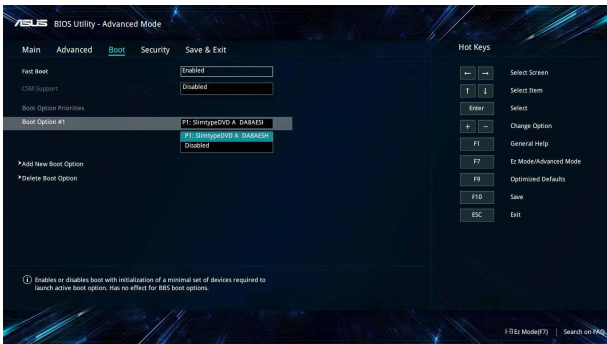 ASUS BIOS Utility - Advanced Mode
Main Advanced Boot Security Save & Exit
Fast Boot Enabled
CSM Support Disabled
Boot Option Priorities
Boot Option #1 P1: SlimtypeDVD A DA8AESI
P1: SlimtypeDVD A DA8AESH
Disabled
>Add New Boot Option
>Delete Boot Option
i Enables or disables boot with initialization of a minimal set of devices required to
launch active boot option. Has no effect for BBS boot options.
Hot Keys
← → Select Screen
↑ ↓ Select Item
Enter Select
+ − Change Option
F1 General Help
F7 Ez Mode/Advanced Mode
F9 Optimized Defaults
F10 Save
ESC Exit
Ez Mode(F7) | Search on FAQ